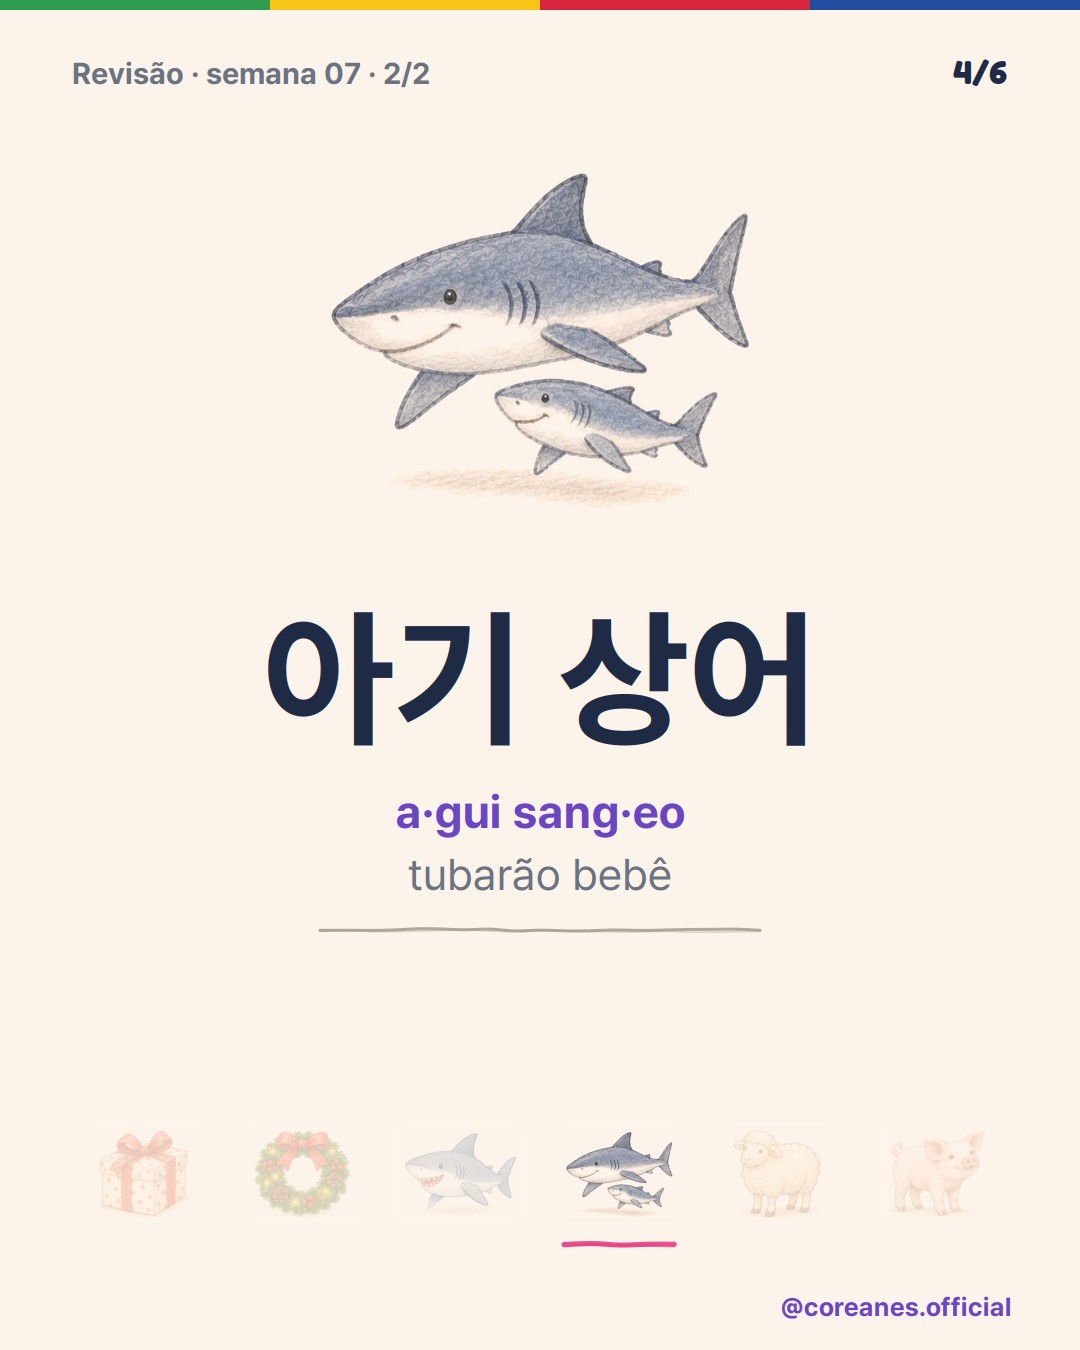 Revisão · semana 07 · 2/2
4/6
아기 상어
a·gui sang·eo
tubarão bebê
@coreanes.official